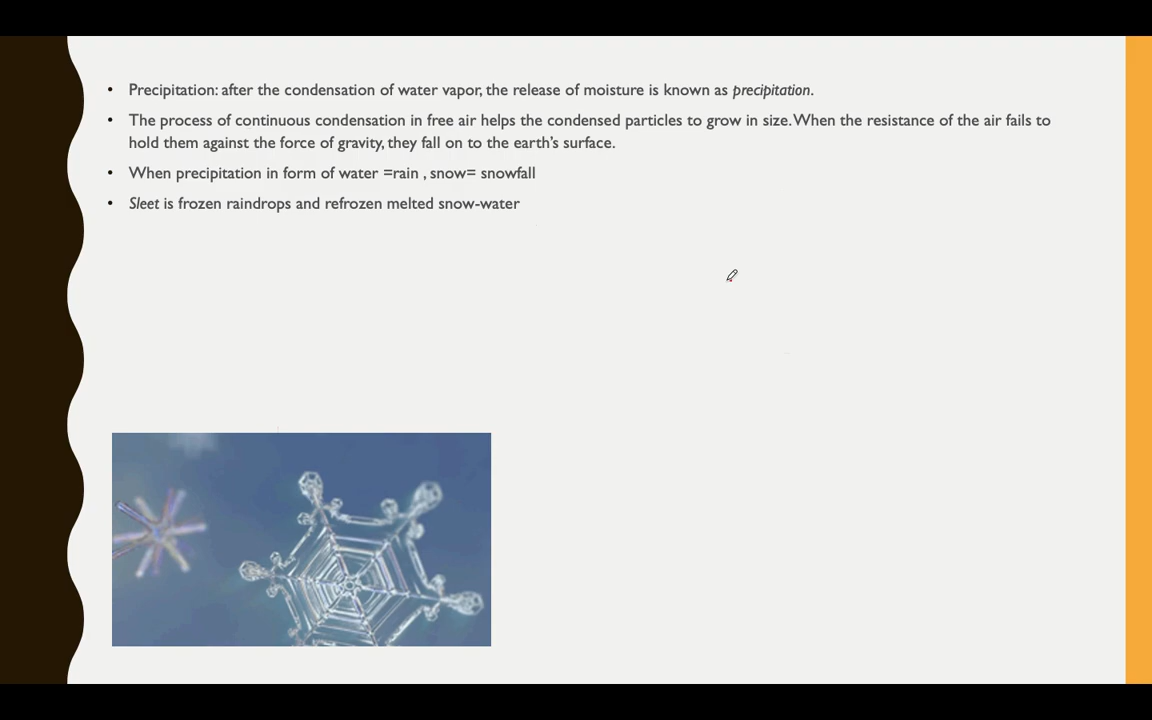 • Precipitation: after the condensation of water vapor, the release of moisture is known as precipitation.
• The process of continuous condensation in free air helps the condensed particles to grow in size. When the resistance of the air fails to
hold them against the force of gravity, they fall on to the earth’s surface.
• When precipitation in form of water =rain , snow= snowfall
• Sleet is frozen raindrops and refrozen melted snow-water